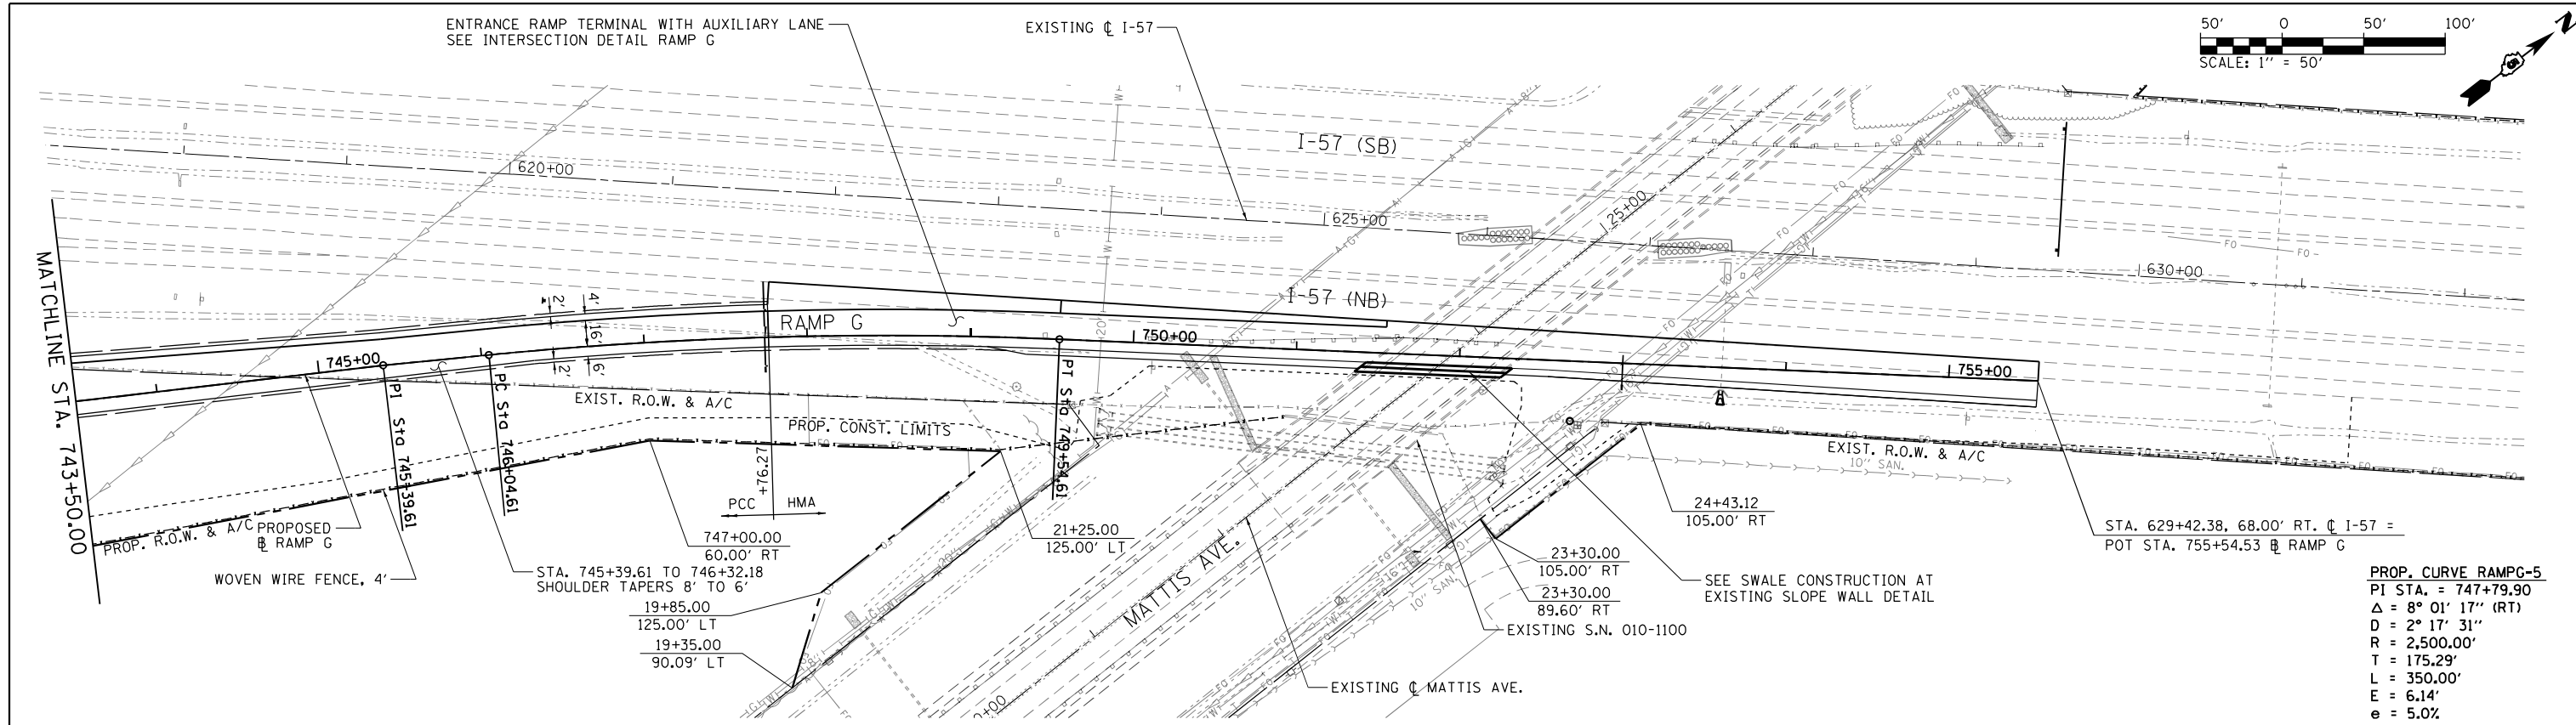 ENTRANCE RAMP TERMINAL WITH AUXILIARY LANE
SEE INTERSECTION DETAIL RAMP G
EXISTING ℄ I-57
50' 0 50' 100'
SCALE: 1'' = 50'
N
I-57 (SB)
620+00
625+00
25+00
630+00
I-57 (NB)
RAMP G
MATCHLINE STA. 743+50.00
2' 4'
16'
2' 6'
745+00
750+00
755+00
PI Sta 745+39.61
PC Sta 746+04.61
PT Sta 749+54.61
EXIST. R.O.W. & A/C
PROP. CONST. LIMITS
+76.27
PCC HMA
PROP. R.O.W. & A/C
PROPOSED
℄ RAMP G
WOVEN WIRE FENCE, 4'
STA. 745+39.61 TO 746+32.18
SHOULDER TAPERS 8' TO 6'
747+00.00
60.00' RT
19+85.00
125.00' LT
19+35.00
90.09' LT
21+25.00
125.00' LT
MATTIS AVE.
EXISTING ℄ MATTIS AVE.
EXISTING S.N. 010-1100
23+30.00
105.00' RT
23+30.00
89.60' RT
24+43.12
105.00' RT
10" SAN.
10" SAN.
EXIST. R.O.W. & A/C
SEE SWALE CONSTRUCTION AT
EXISTING SLOPE WALL DETAIL
STA. 629+42.38, 68.00' RT. ℄ I-57 =
POT STA. 755+54.53 ℄ RAMP G
PROP. CURVE RAMPG-5
PI STA. = 747+79.90
Δ = 8° 01' 17'' (RT)
D = 2° 17' 31''
R = 2,500.00'
T = 175.29'
L = 350.00'
E = 6.14'
e = 5.0%